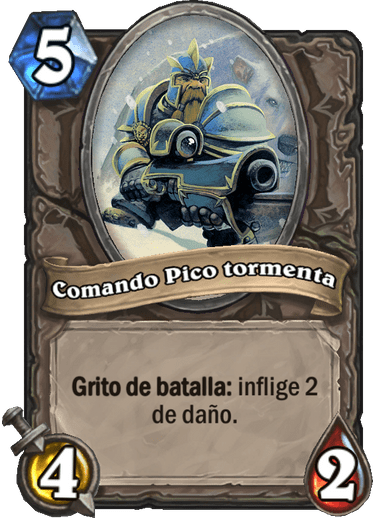 5
Comando Pico tormenta
Grito de batalla: inflige 2
de daño.
4
2